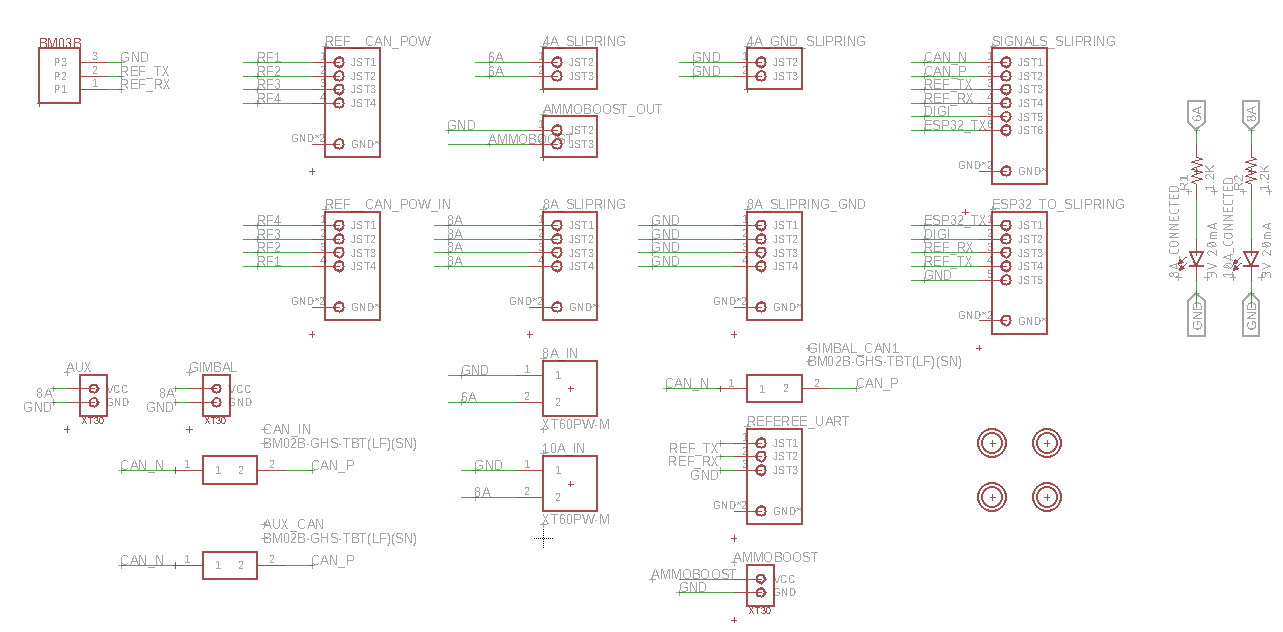 BM03B
P3 3 GND
P2 2 REF_TX
P1 1 REF_RX
REF_CAN_POW
RF1 1 JST1
RF2 2 JST2
RF3 3 JST3
RF4 4 JST4
GND*2 GND*
4A_SLIPRING
6A 1 JST2
6A 2 JST3
AMMOBOOST_OUT
GND 1 JST2
AMMOBOOST JST3
4A_GND_SLIPRING
GND 1 JST2
GND 2 JST3
SIGNALS_SLIPRING
CAN_N 1 JST1
CAN_P 2 JST2
REF_TX 3 JST3
REF_RX 4 JST4
DIGI 5 JST5
ESP32_TX 6 JST6
GND*2 GND*
REF_CAN_POW_IN
RF4 1 JST1
RF3 2 JST2
RF2 3 JST3
RF1 4 JST4
GND*2 GND*
8A_SLIPRING
8A 1 JST1
8A 2 JST2
8A 3 JST3
8A 4 JST4
GND*2 GND*
8A_SLIPRING_GND
GND 1 JST1
GND 2 JST2
GND 3 JST3
GND 4 JST4
GND*2 GND*
ESP32_TO_SLIPRING
ESP32_TX 1 JST1
DIGI 2 JST2
REF_RX 3 JST3
REF_TX 4 JST4
GND 5 JST5
GND*2 GND*
6A
R1
1.2K
8A_CONNECTED
3V 20mA
GND
8A
R2
1.2K
10A_CONNECTED
3V 20mA
GND
AUX
8A VCC
GND GND
XT30
GIMBAL
8A VCC
GND GND
XT30
8A_IN
GND 1 1
6A 2 2
XT60PW-M
GIMBAL_CAN1
BM02B-GHS-TBT(LF)(SN)
CAN_N 1 1 2 2 CAN_P
CAN_IN
BM02B-GHS-TBT(LF)(SN)
CAN_N 1 1 2 2 CAN_P
10A_IN
GND 1 1
8A 2 2
XT60PW-M
REFEREE_UART
REF_TX 1 JST1
REF_RX 2 JST2
GND 3 JST3
GND*2 GND*
AUX_CAN
BM02B-GHS-TBT(LF)(SN)
CAN_N 1 1 2 2 CAN_P
AMMOBOOST
AMMOBOOST VCC
GND GND
XT30